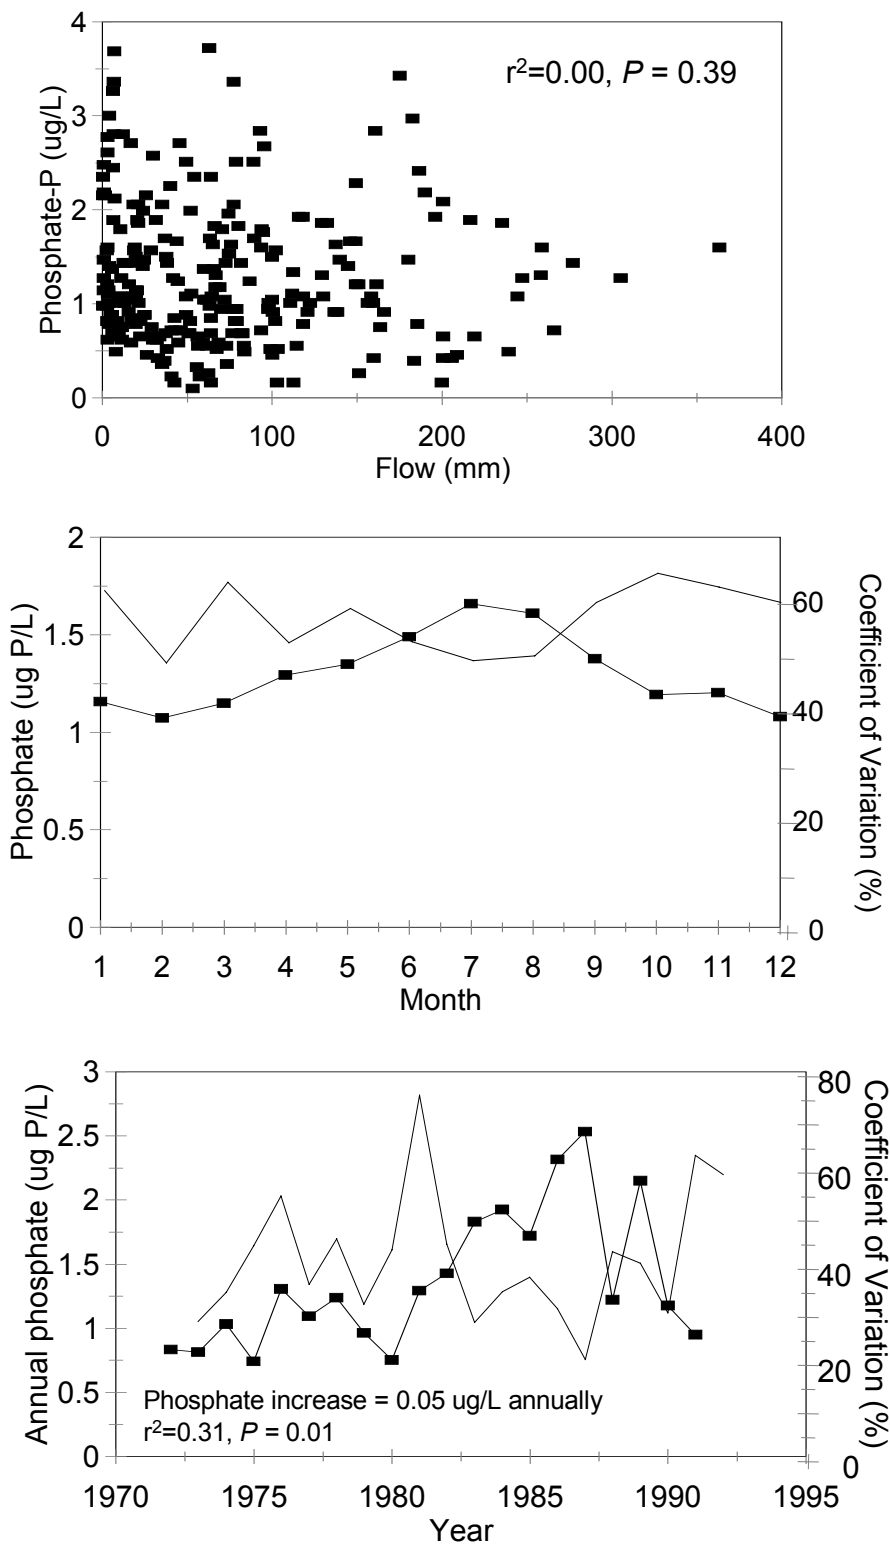 4
3
2
1
0
Phosphate-P (ug/L)
r²=0.00, P = 0.39
0 100 200 300 400
Flow (mm)
2
1.5
1
0.5
0
Phosphate (ug P/L)
60
40
20
0
Coefficient of Variation (%)
1 2 3 4 5 6 7 8 9 10 11 12
Month
3
2.5
2
1.5
1
0.5
0
Annual phosphate (ug P/L)
Phosphate increase = 0.05 ug/L annually
r²=0.31, P = 0.01
80
60
40
20
0
Coefficient of Variation (%)
1970 1975 1980 1985 1990 1995
Year